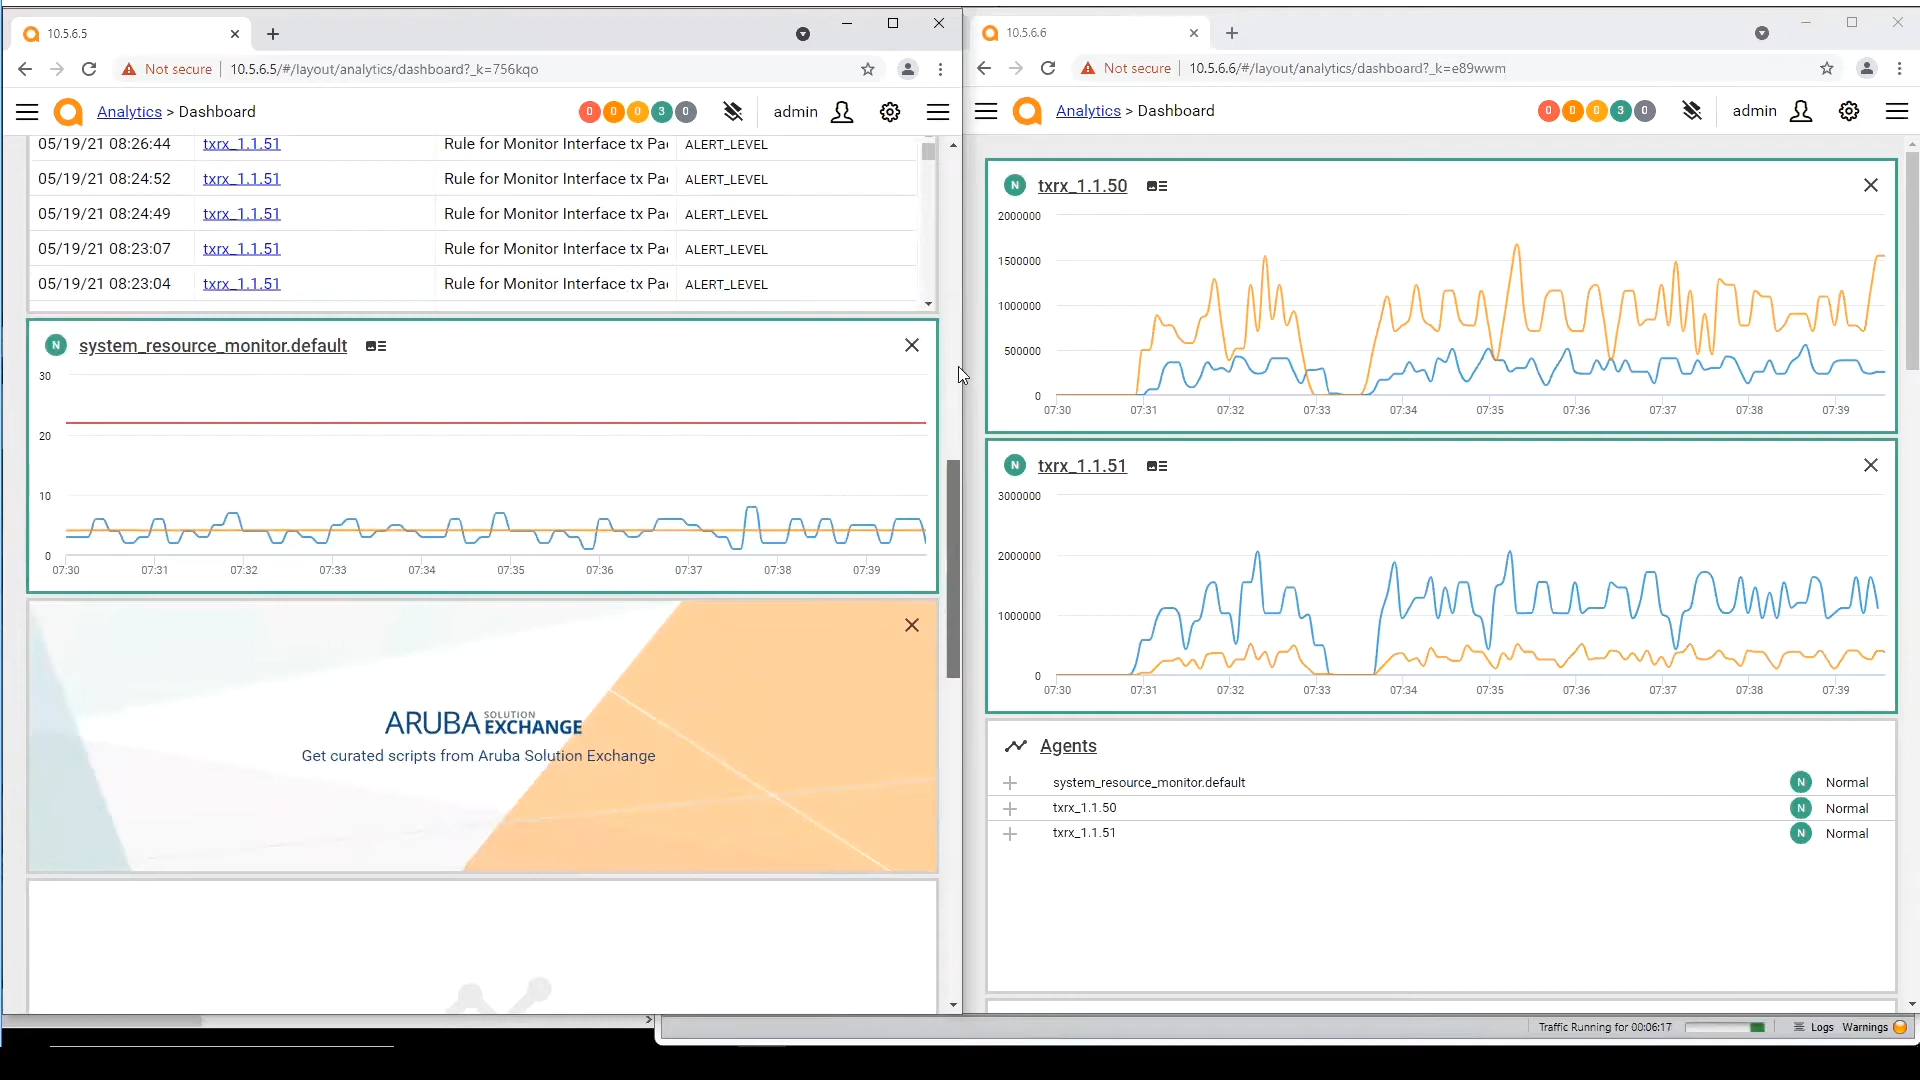 10.5.6.5
Not secure
10.5.6.5/#/layout/analytics/dashboard?_k=756kqo
Analytics > Dashboard
0 0 0 3 0
admin
05/19/21 08:26:44 txrx_1.1.51 Rule for Monitor Interface tx Pa ALERT_LEVEL
05/19/21 08:24:52 txrx_1.1.51 Rule for Monitor Interface tx Pa ALERT_LEVEL
05/19/21 08:24:49 txrx_1.1.51 Rule for Monitor Interface tx Pa ALERT_LEVEL
05/19/21 08:23:07 txrx_1.1.51 Rule for Monitor Interface tx Pa ALERT_LEVEL
05/19/21 08:23:04 txrx_1.1.51 Rule for Monitor Interface tx Pa ALERT_LEVEL
N system_resource_monitor.default
30
20
10
0
07:30 07:31 07:32 07:33 07:34 07:35 07:36 07:37 07:38 07:39
ARUBA SOLUTION EXCHANGE
Get curated scripts from Aruba Solution Exchange
10.5.6.6
Not secure
10.5.6.6/#/layout/analytics/dashboard?_k=e89wwm
Analytics > Dashboard
0 0 0 3 0
admin
N txrx_1.1.50
2000000
1500000
1000000
500000
0
07:30 07:31 07:32 07:33 07:34 07:35 07:36 07:37 07:38 07:39
N txrx_1.1.51
3000000
2000000
1000000
0
07:30 07:31 07:32 07:33 07:34 07:35 07:36 07:37 07:38 07:39
Agents
system_resource_monitor.default N Normal
txrx_1.1.50 N Normal
txrx_1.1.51 N Normal
Traffic Running for 00:06:17 Logs Warnings